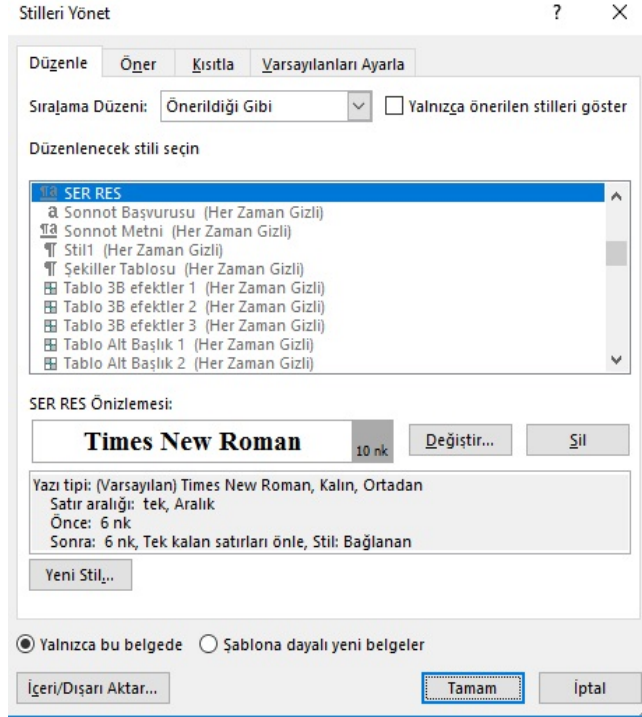 Stilleri Yönet
Düzenle Öner Kısıtla Varsayılanları Ayarla
Sıralama Düzeni: Önerildiği Gibi Yalnızca önerilen stilleri göster
Düzenlenecek stili seçin
¶a SER RES
a Sonnot Başvurusu (Her Zaman Gizli)
¶a Sonnot Metni (Her Zaman Gizli)
¶ Stil1 (Her Zaman Gizli)
¶ Şekiller Tablosu (Her Zaman Gizli)
Tablo 3B efektler 1 (Her Zaman Gizli)
Tablo 3B efektler 2 (Her Zaman Gizli)
Tablo 3B efektler 3 (Her Zaman Gizli)
Tablo Alt Başlık 1 (Her Zaman Gizli)
Tablo Alt Başlık 2 (Her Zaman Gizli)
SER RES Önizlemesi:
Times New Roman 10 nk Değiştir... Sil
Yazı tipi: (Varsayılan) Times New Roman, Kalın, Ortadan
Satır aralığı: tek, Aralık
Önce: 6 nk
Sonra: 6 nk, Tek kalan satırları önle, Stil: Bağlanan
Yeni Stil...
Yalnızca bu belgede Şablona dayalı yeni belgeler
İçeri/Dışarı Aktar... Tamam İptal